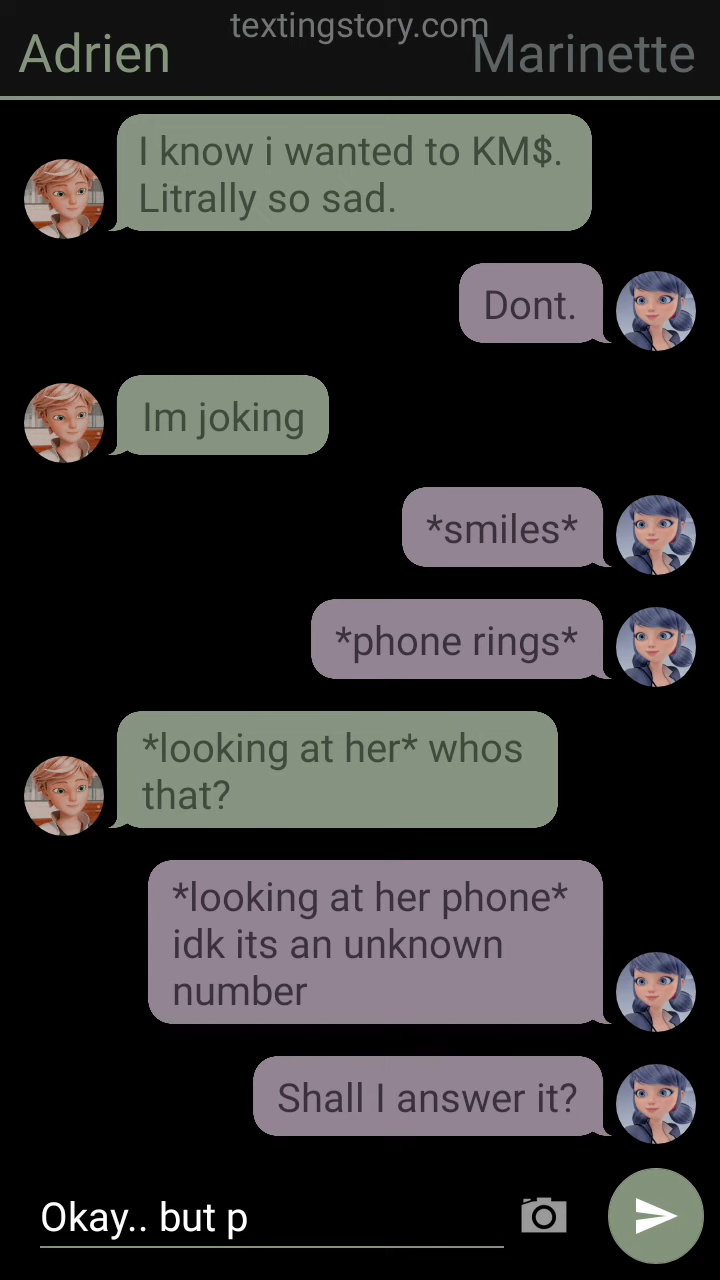 textingstory.com
Adrien
Marinette
I know i wanted to KM$.
Litrally so sad.
Dont.
Im joking
*smiles*
*phone rings*
*looking at her* whos
that?
*looking at her phone*
idk its an unknown
number
Shall I answer it?
Okay.. but p